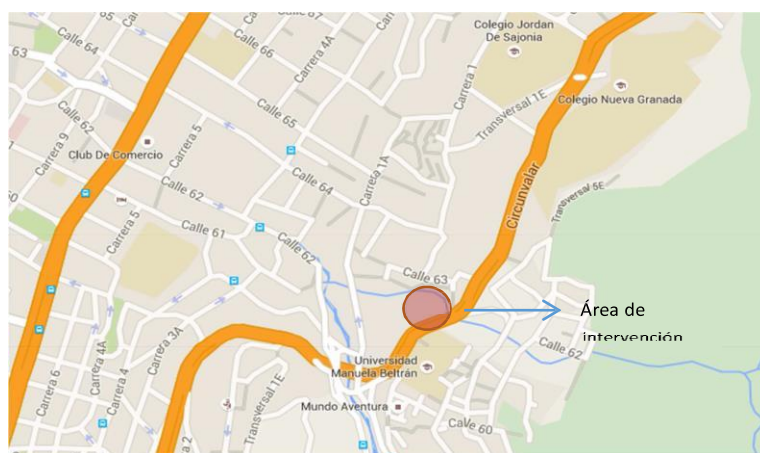 Calle 67
Carrera 4A
Calle 64
63
Calle 66
Colegio Jordan
De Sajonia
Carrera 1
Transversal 1E
Colegio Nueva Granada
Calle 65
Calle 62
Carrera 5
Carrera 9
Club De Comercio
Calle 64
Carrera 1A
Circunvalar
Transversal 5E
Calle 62
Carrera 5
Calle 61
Calle 62
Calle 63
Área de
intervención
Calle 62
Universidad
Manuela Beltrán
Carrera 3A
Carrera 4A
Carrera 4
Carrera 6
Transversal 1E
Mundo Aventura
Calle 60